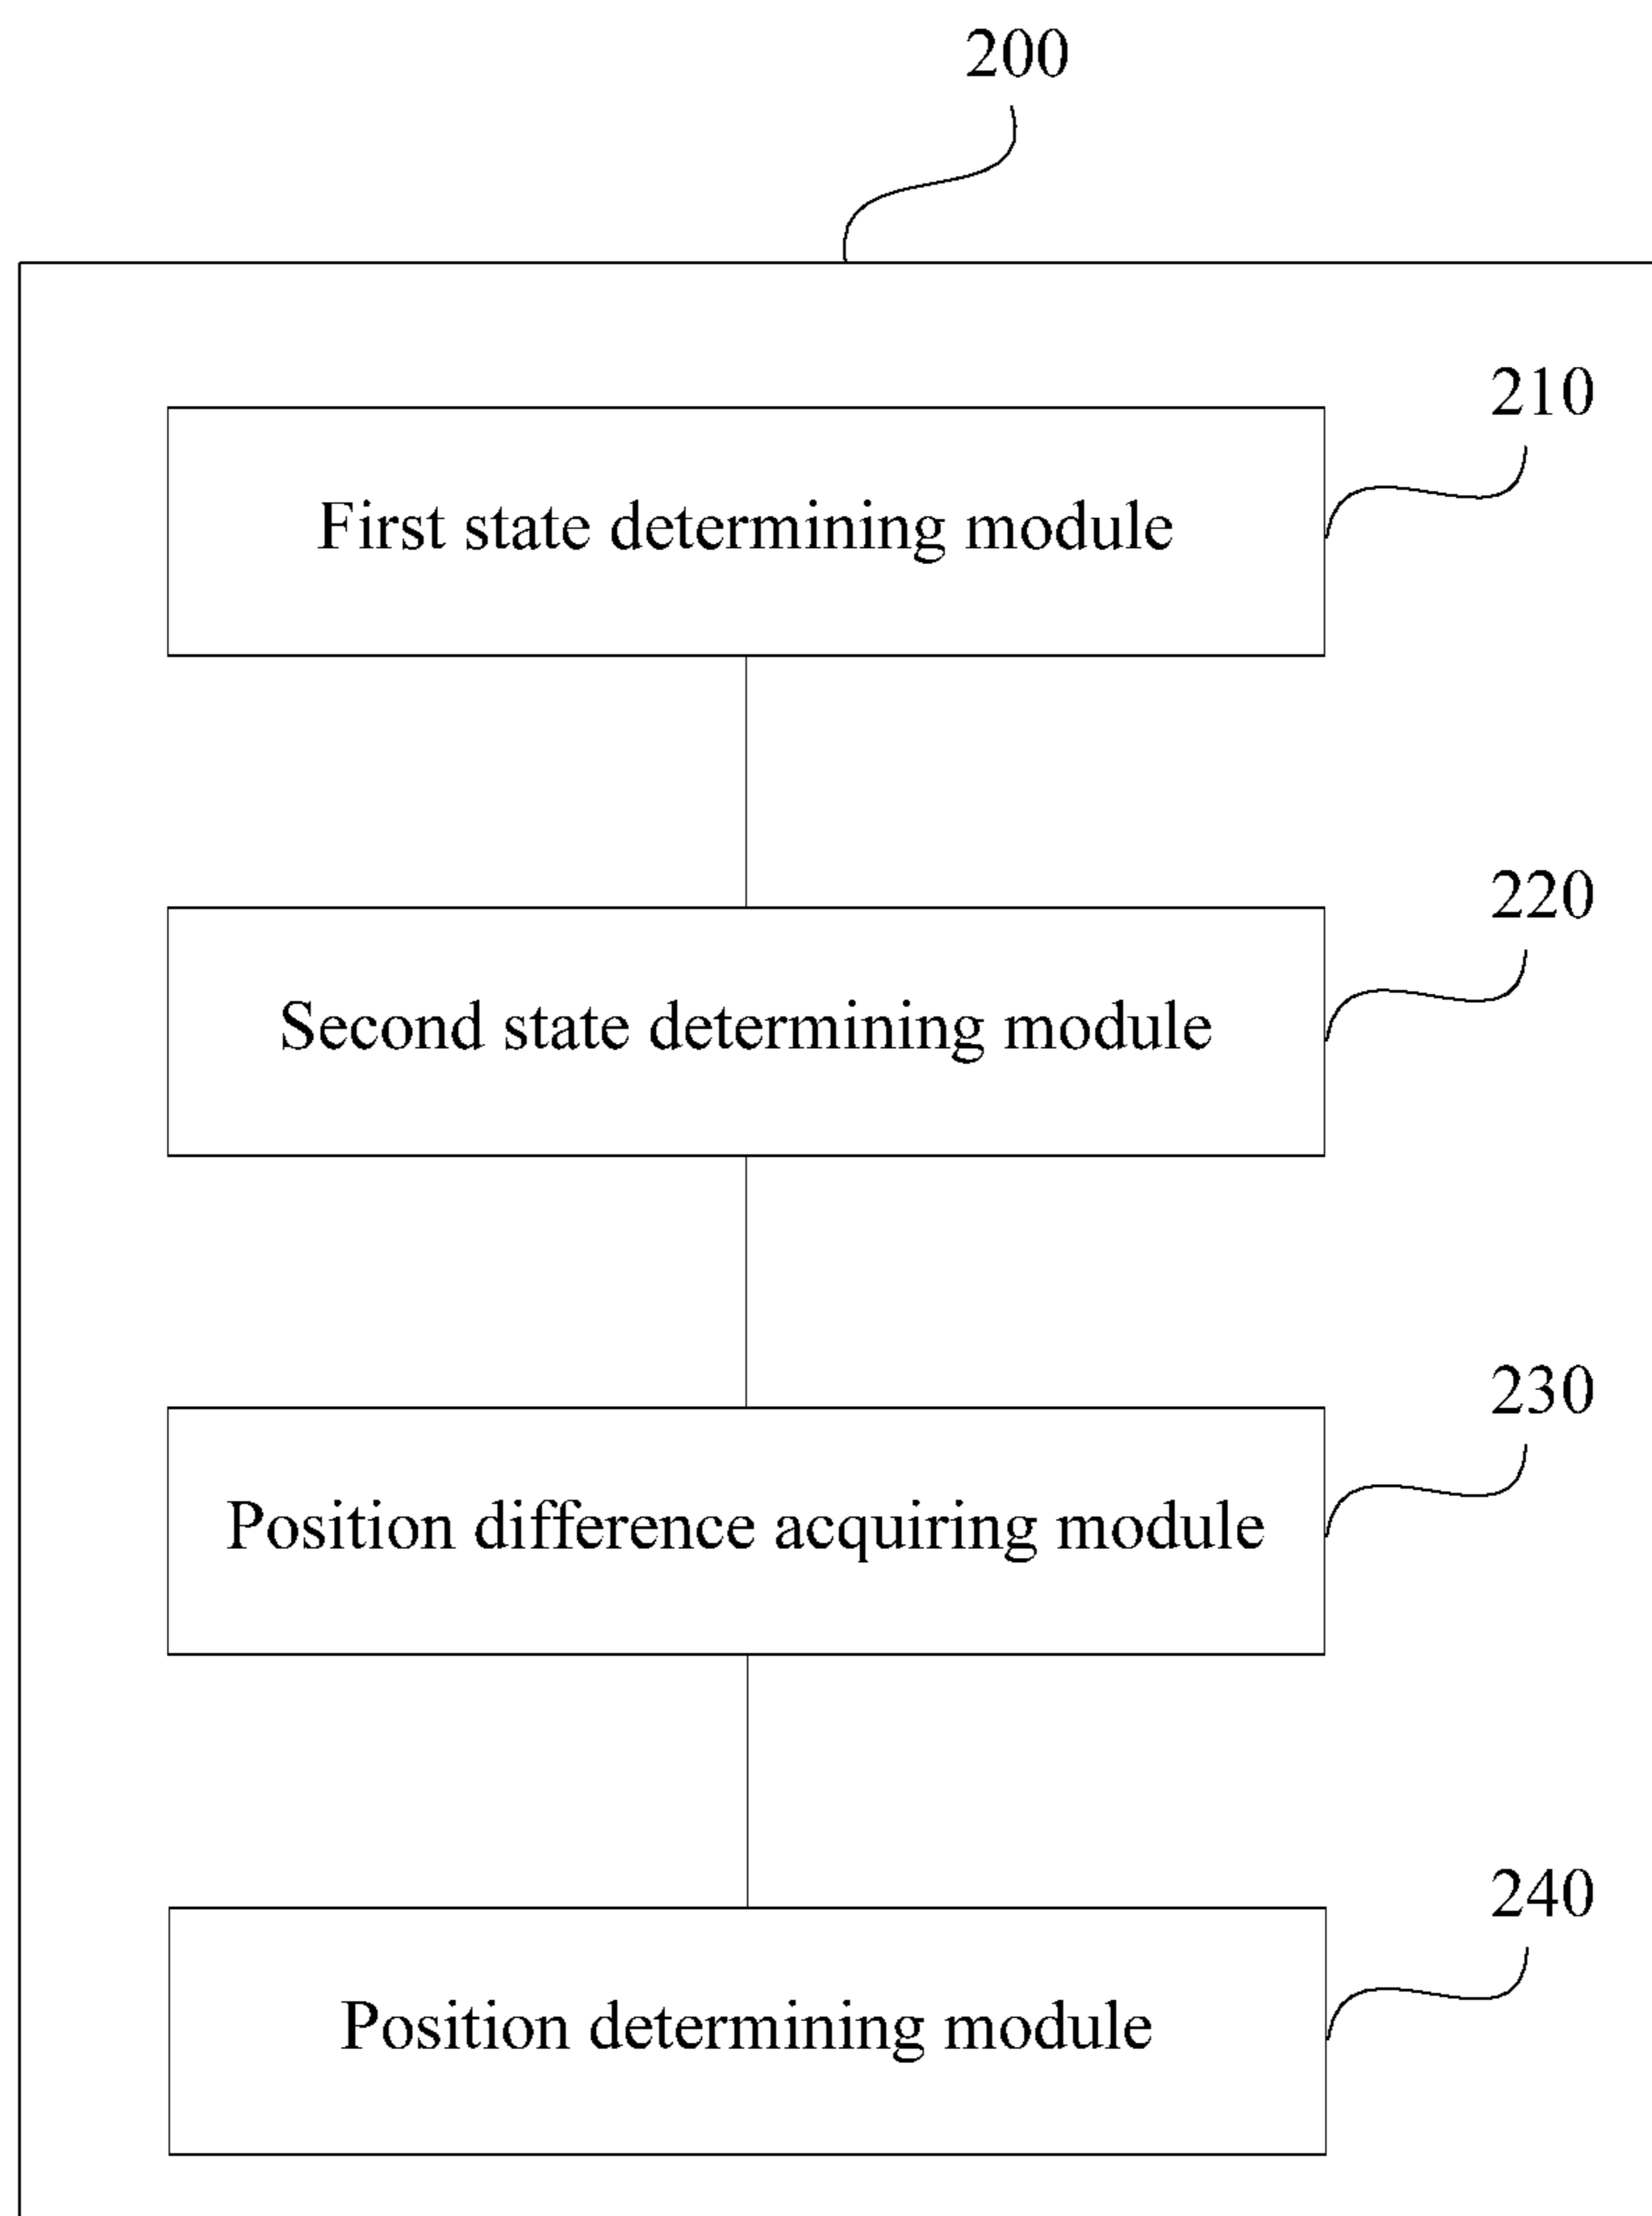 200
210
First state determining module
220
Second state determining module
230
Position difference acquiring module
240
Position determining module